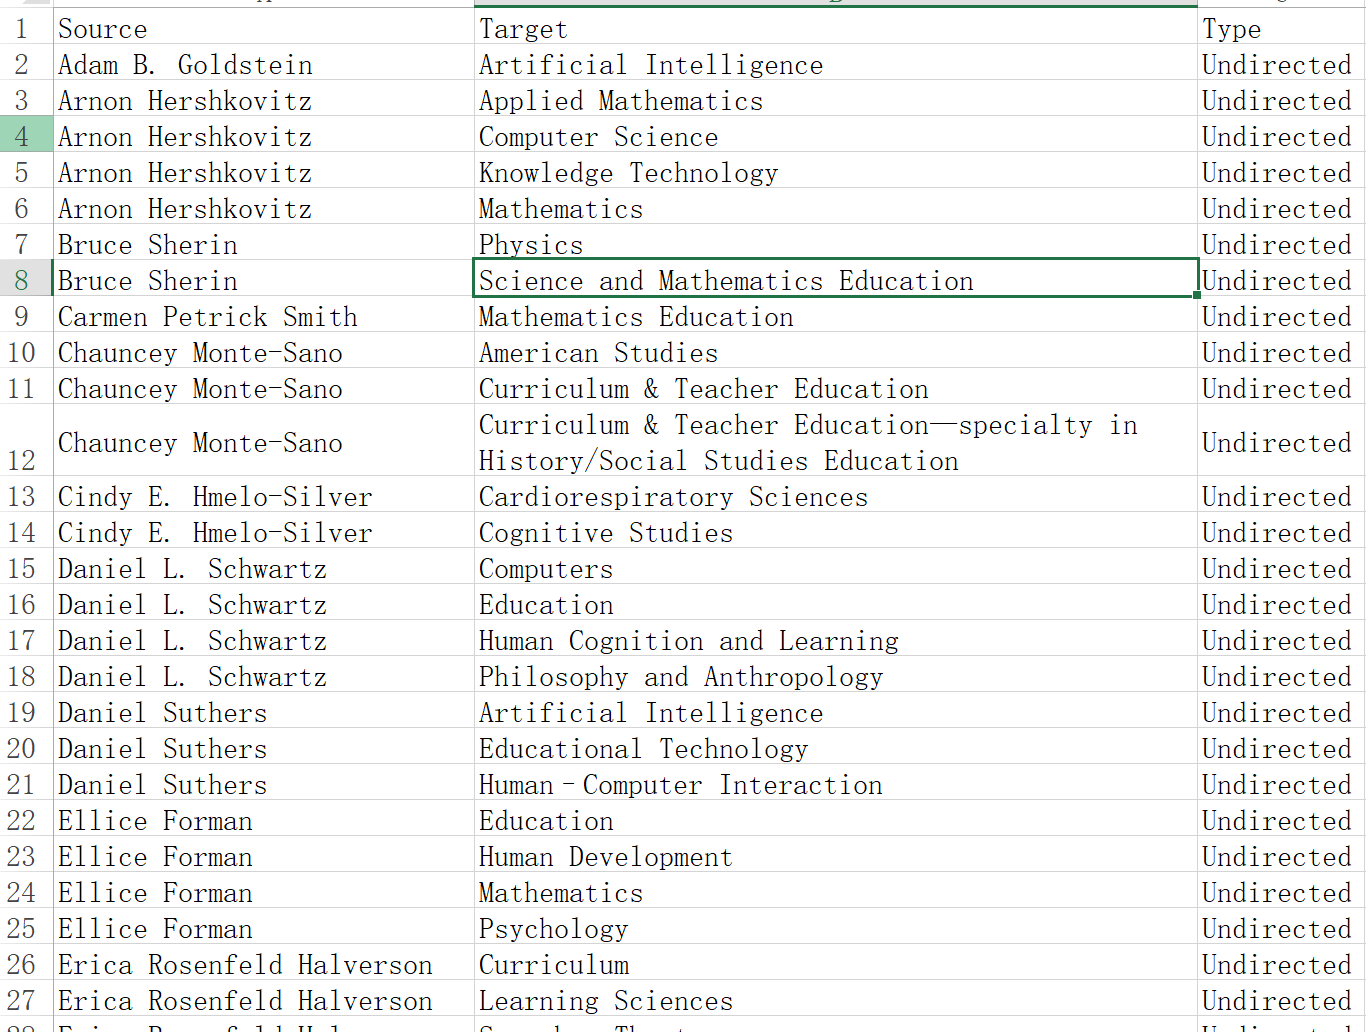 1 Source Target Type
2 Adam B. Goldstein Artificial Intelligence Undirected
3 Arnon Hershkovitz Applied Mathematics Undirected
4 Arnon Hershkovitz Computer Science Undirected
5 Arnon Hershkovitz Knowledge Technology Undirected
6 Arnon Hershkovitz Mathematics Undirected
7 Bruce Sherin Physics Undirected
8 Bruce Sherin Science and Mathematics Education Undirected
9 Carmen Petrick Smith Mathematics Education Undirected
10 Chauncey Monte-Sano American Studies Undirected
11 Chauncey Monte-Sano Curriculum & Teacher Education Undirected
Curriculum & Teacher Education—specialty in
12 Chauncey Monte-Sano History/Social Studies Education Undirected
13 Cindy E. Hmelo-Silver Cardiorespiratory Sciences Undirected
14 Cindy E. Hmelo-Silver Cognitive Studies Undirected
15 Daniel L. Schwartz Computers Undirected
16 Daniel L. Schwartz Education Undirected
17 Daniel L. Schwartz Human Cognition and Learning Undirected
18 Daniel L. Schwartz Philosophy and Anthropology Undirected
19 Daniel Suthers Artificial Intelligence Undirected
20 Daniel Suthers Educational Technology Undirected
21 Daniel Suthers Human–Computer Interaction Undirected
22 Ellice Forman Education Undirected
23 Ellice Forman Human Development Undirected
24 Ellice Forman Mathematics Undirected
25 Ellice Forman Psychology Undirected
26 Erica Rosenfeld Halverson Curriculum Undirected
27 Erica Rosenfeld Halverson Learning Sciences Undirected